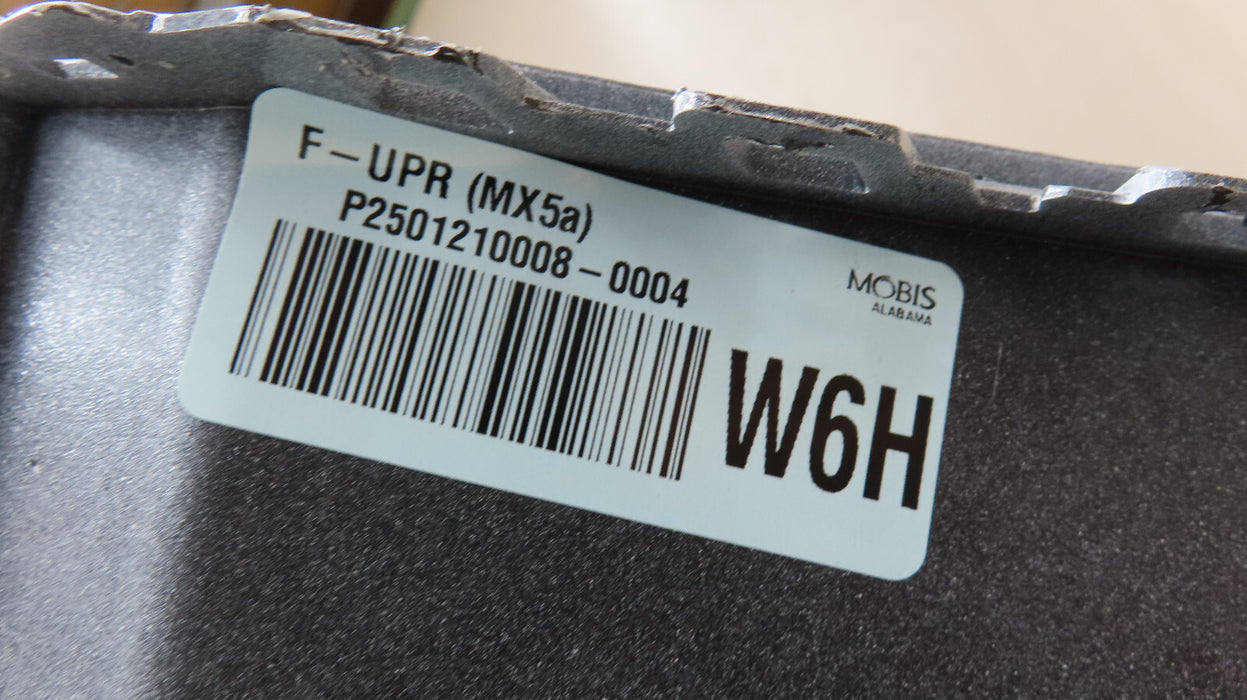 F-UPR (MX5a)
P2501210008-0004
MOBIS
ALABAMA
W6H